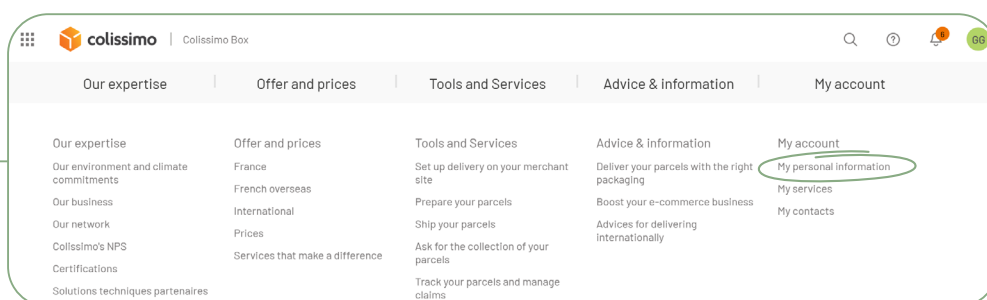 colissimo | Colissimo Box
6
GG
Our expertise | Offer and prices | Tools and Services | Advice & information | My account
Our expertise
Our environment and climate
commitments
Our business
Our network
Colissimo's NPS
Certifications
Solutions techniques partenaires
Offer and prices
France
French overseas
International
Prices
Services that make a difference
Tools and Services
Set up delivery on your merchant
site
Prepare your parcels
Ship your parcels
Ask for the collection of your
parcels
Track your parcels and manage
claims
Advice & information
Deliver your parcels with the right
packaging
Boost your e-commerce business
Advices for delivering
internationally
My account
My personal information
My services
My contacts